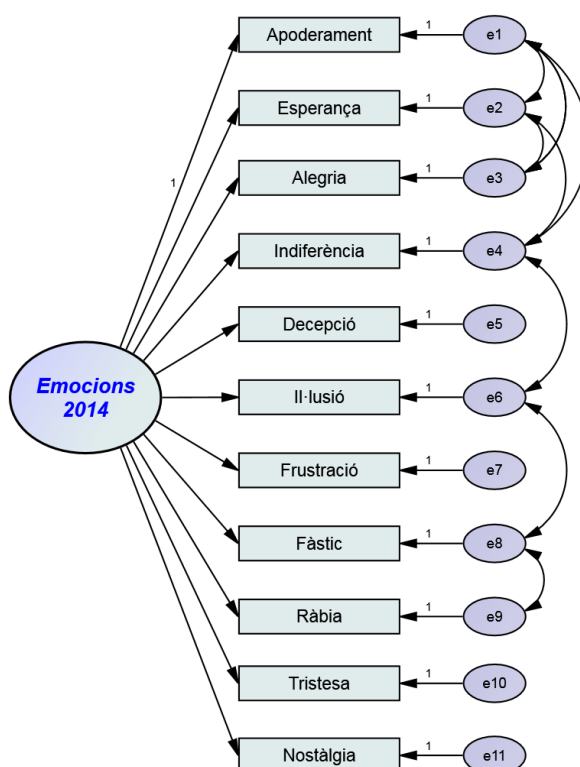 Apoderament
1
e1
Esperança
1
e2
Alegria
1
e3
1
Indiferència
1
e4
Decepció
1
e5
Emocions
2014
Il·lusió
1
e6
Frustració
1
e7
Fàstic
1
e8
Ràbia
1
e9
Tristesa
1
e10
Nostàlgia
1
e11